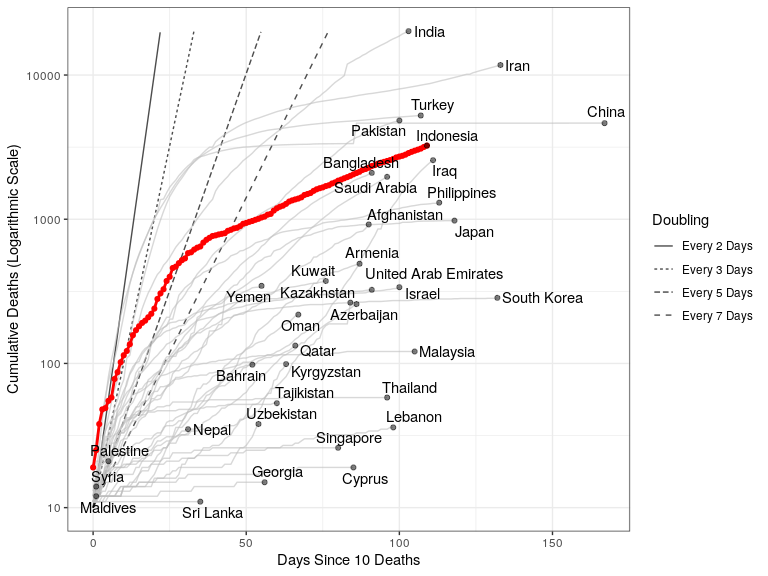 India
Iran
Turkey
China
Pakistan
Indonesia
Bangladesh
Iraq
Saudi Arabia
Philippines
Afghanistan
Japan
Armenia
Kuwait
United Arab Emirates
Yemen
Kazakhstan
Israel
South Korea
Azerbaijan
Oman
Qatar
Malaysia
Bahrain
Kyrgyzstan
Tajikistan
Thailand
Uzbekistan
Lebanon
Nepal
Singapore
Palestine
Syria
Georgia
Cyprus
Maldives
Sri Lanka
10000
1000
100
10
0
50
100
150
Days Since 10 Deaths
Cumulative Deaths (Logarithmic Scale)
Doubling
Every 2 Days
Every 3 Days
Every 5 Days
Every 7 Days